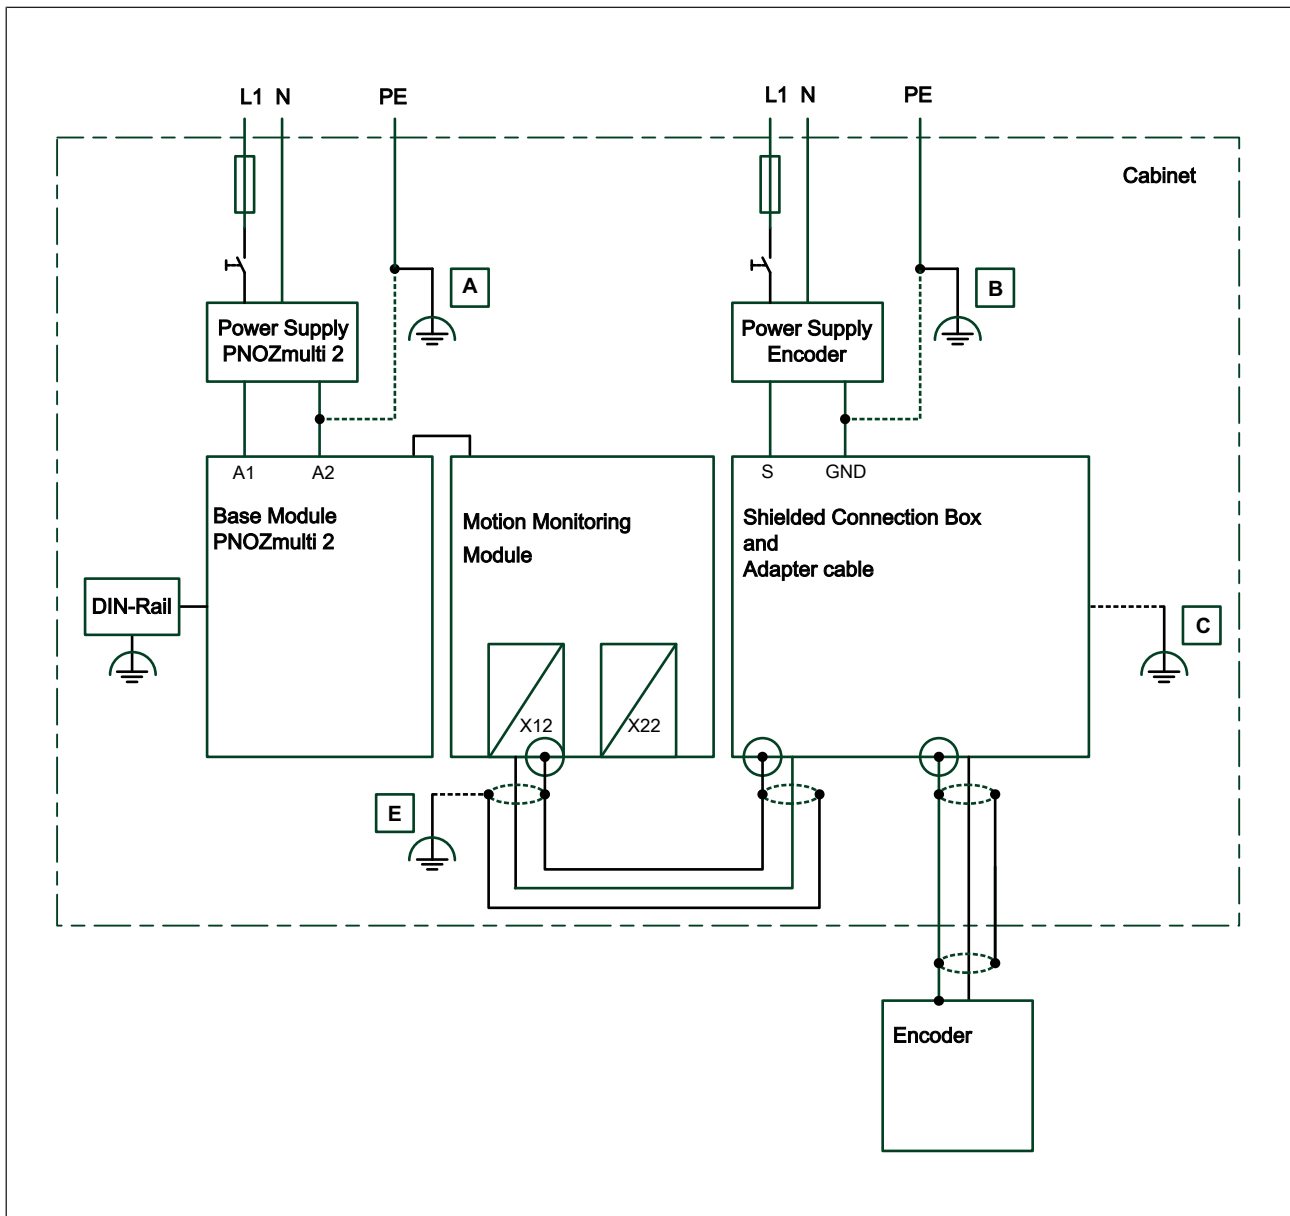 L1 N PE L1 N PE
Cabinet
A
B
Power Supply
PNOZmulti 2
Power Supply
Encoder
A1 A2
S GND
Base Module
PNOZmulti 2
Motion Monitoring
Module
Shielded Connection Box
and
Adapter cable
DIN-Rail
C
X12 X22
E
Encoder